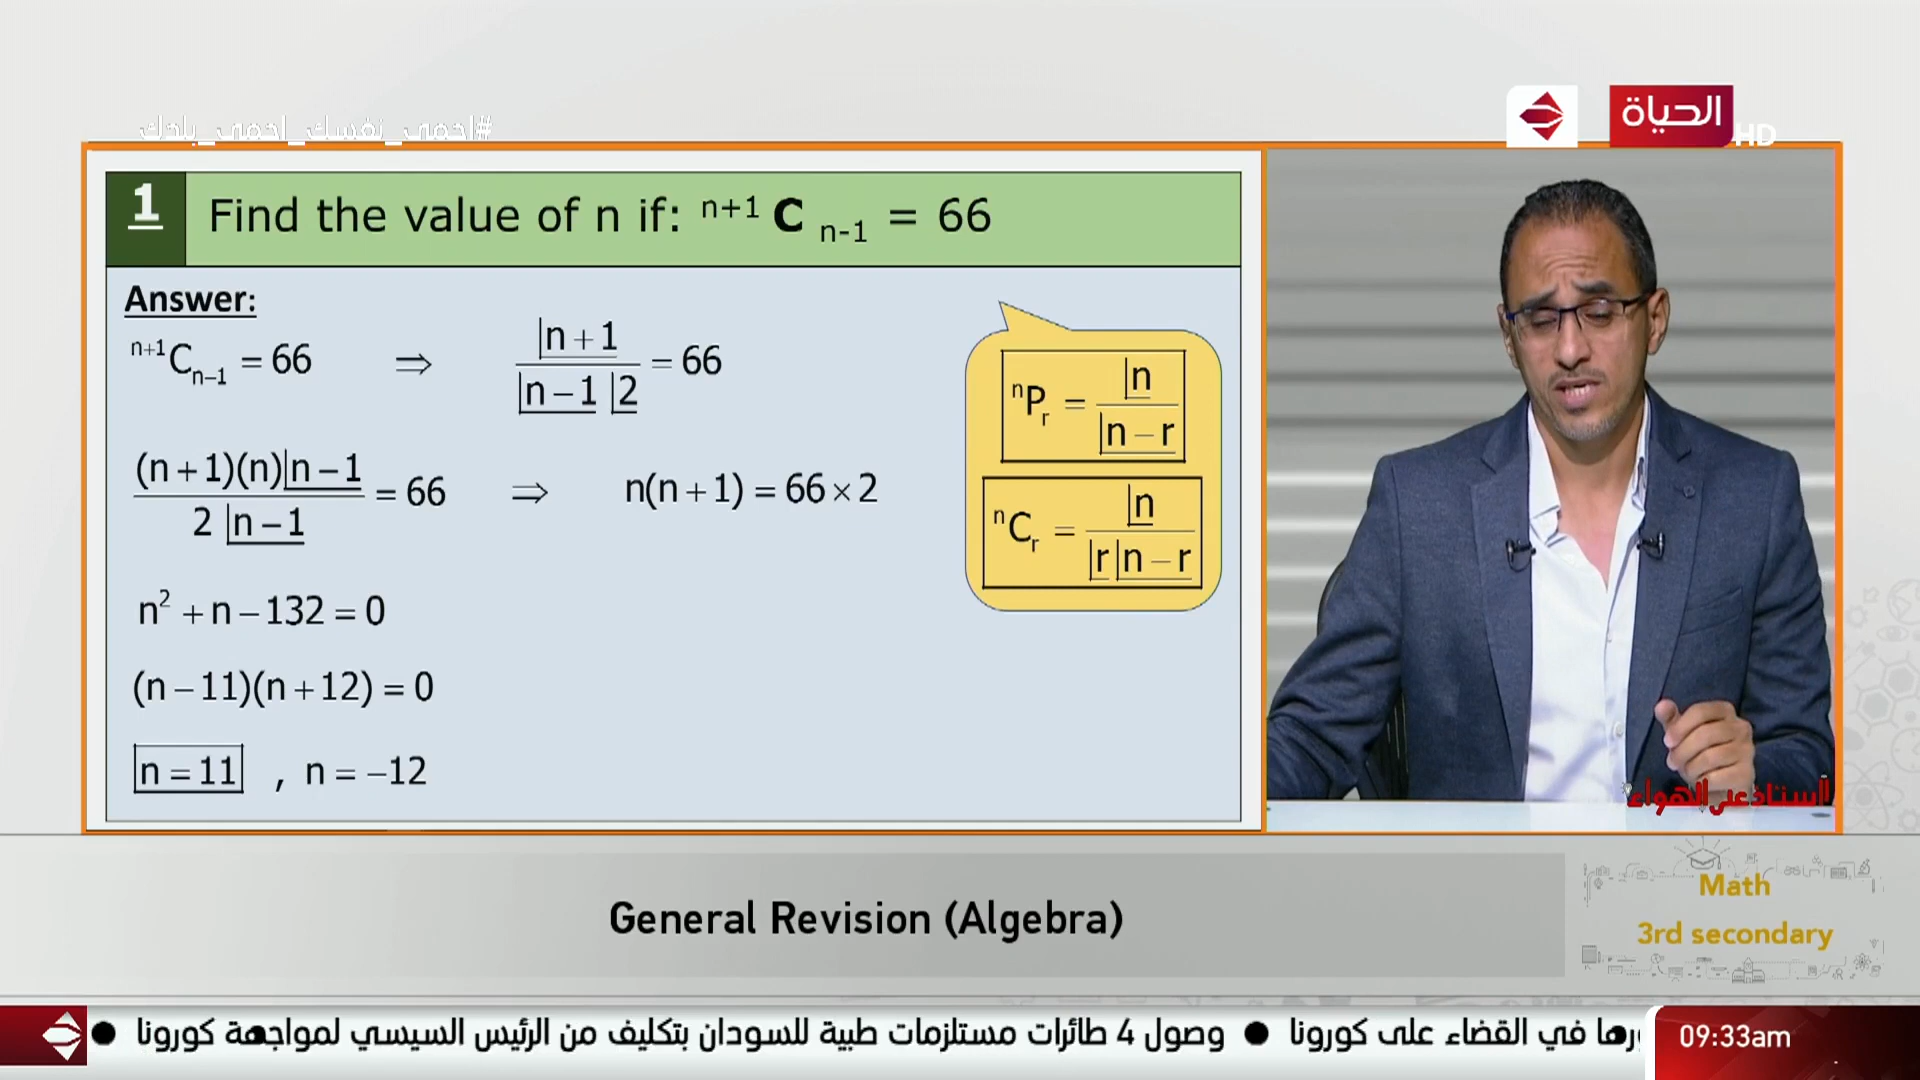 #احمي_نفسك_احمي_بلدك
الحياة
HD
1 Find the value of n if: ⁿ⁺¹C ₙ₋₁ = 66
Answer:
ⁿ⁺¹Cₙ₋₁ = 66 ⇒ |n+1 / |n−1 |2 = 66
(n+1)(n)|n−1 / 2 |n−1 = 66 ⇒ n(n+1) = 66×2
n² + n − 132 = 0
(n−11)(n+12) = 0
n = 11 , n = −12
ⁿPᵣ = |n / |n−r
ⁿCᵣ = |n / |r |n−r
أستاذ على الهواء
General Revision (Algebra)
Math
3rd secondary
في القضاء على كورونا ● وصول 4 طائرات مستلزمات طبية للسودان بتكليف من الرئيس السيسي لمواجهة كورونا ●
09:33am